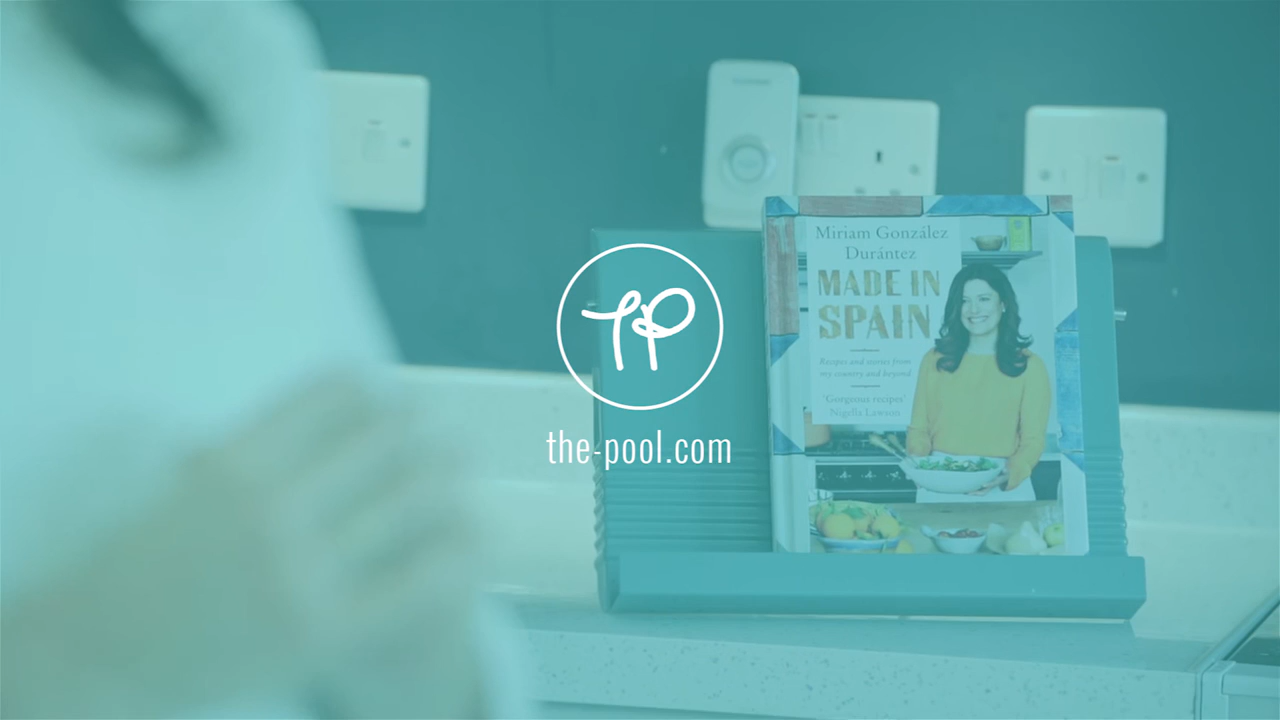 Miriam González
Durántez
MADE IN
SPAIN
Recipes and stories from
my country and beyond
'Gorgeous recipes'
Nigella Lawson
TP
the-pool.com